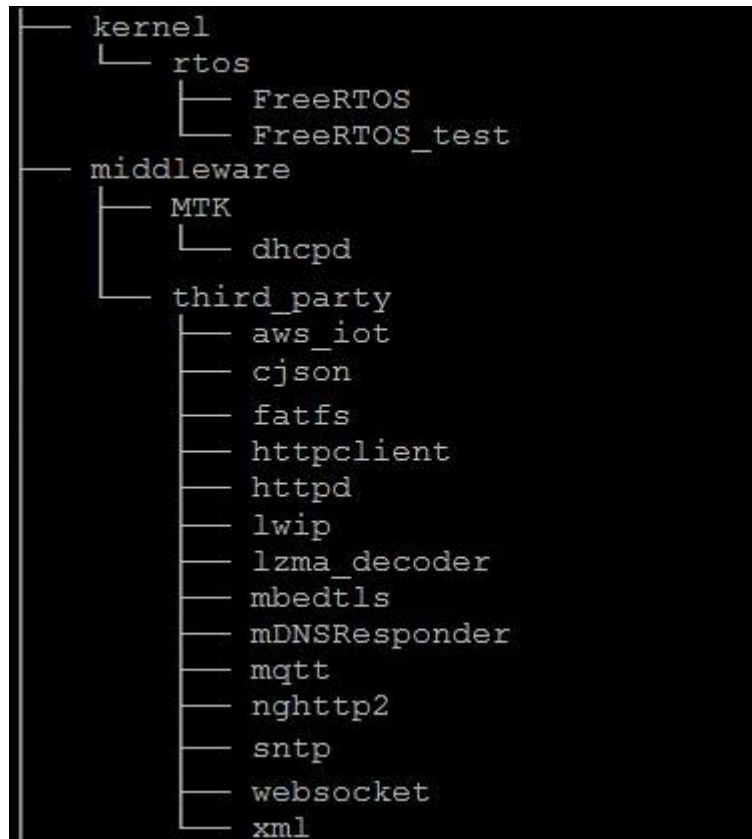 kernel
rtos
FreeRTOS
FreeRTOS_test
middleware
MTK
dhcpd
third_party
aws_iot
cjson
fatfs
httpclient
httpd
lwip
lzma_decoder
mbedtls
mDNSResponder
mqtt
nghttp2
sntp
websocket
xml